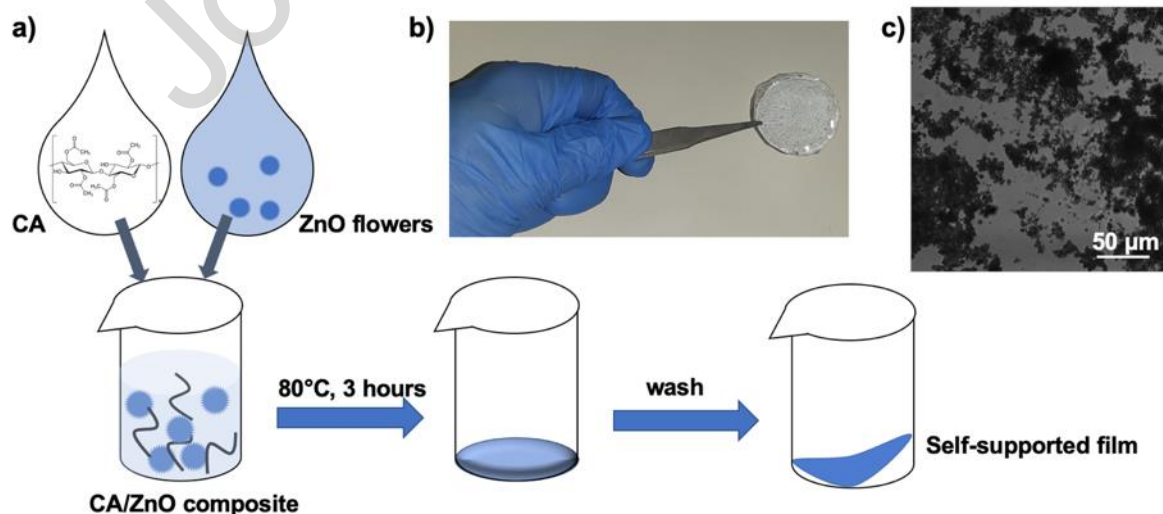 a)
b)
c)
CA
ZnO flowers
50 µm
80°C, 3 hours
wash
Self-supported film
CA/ZnO composite